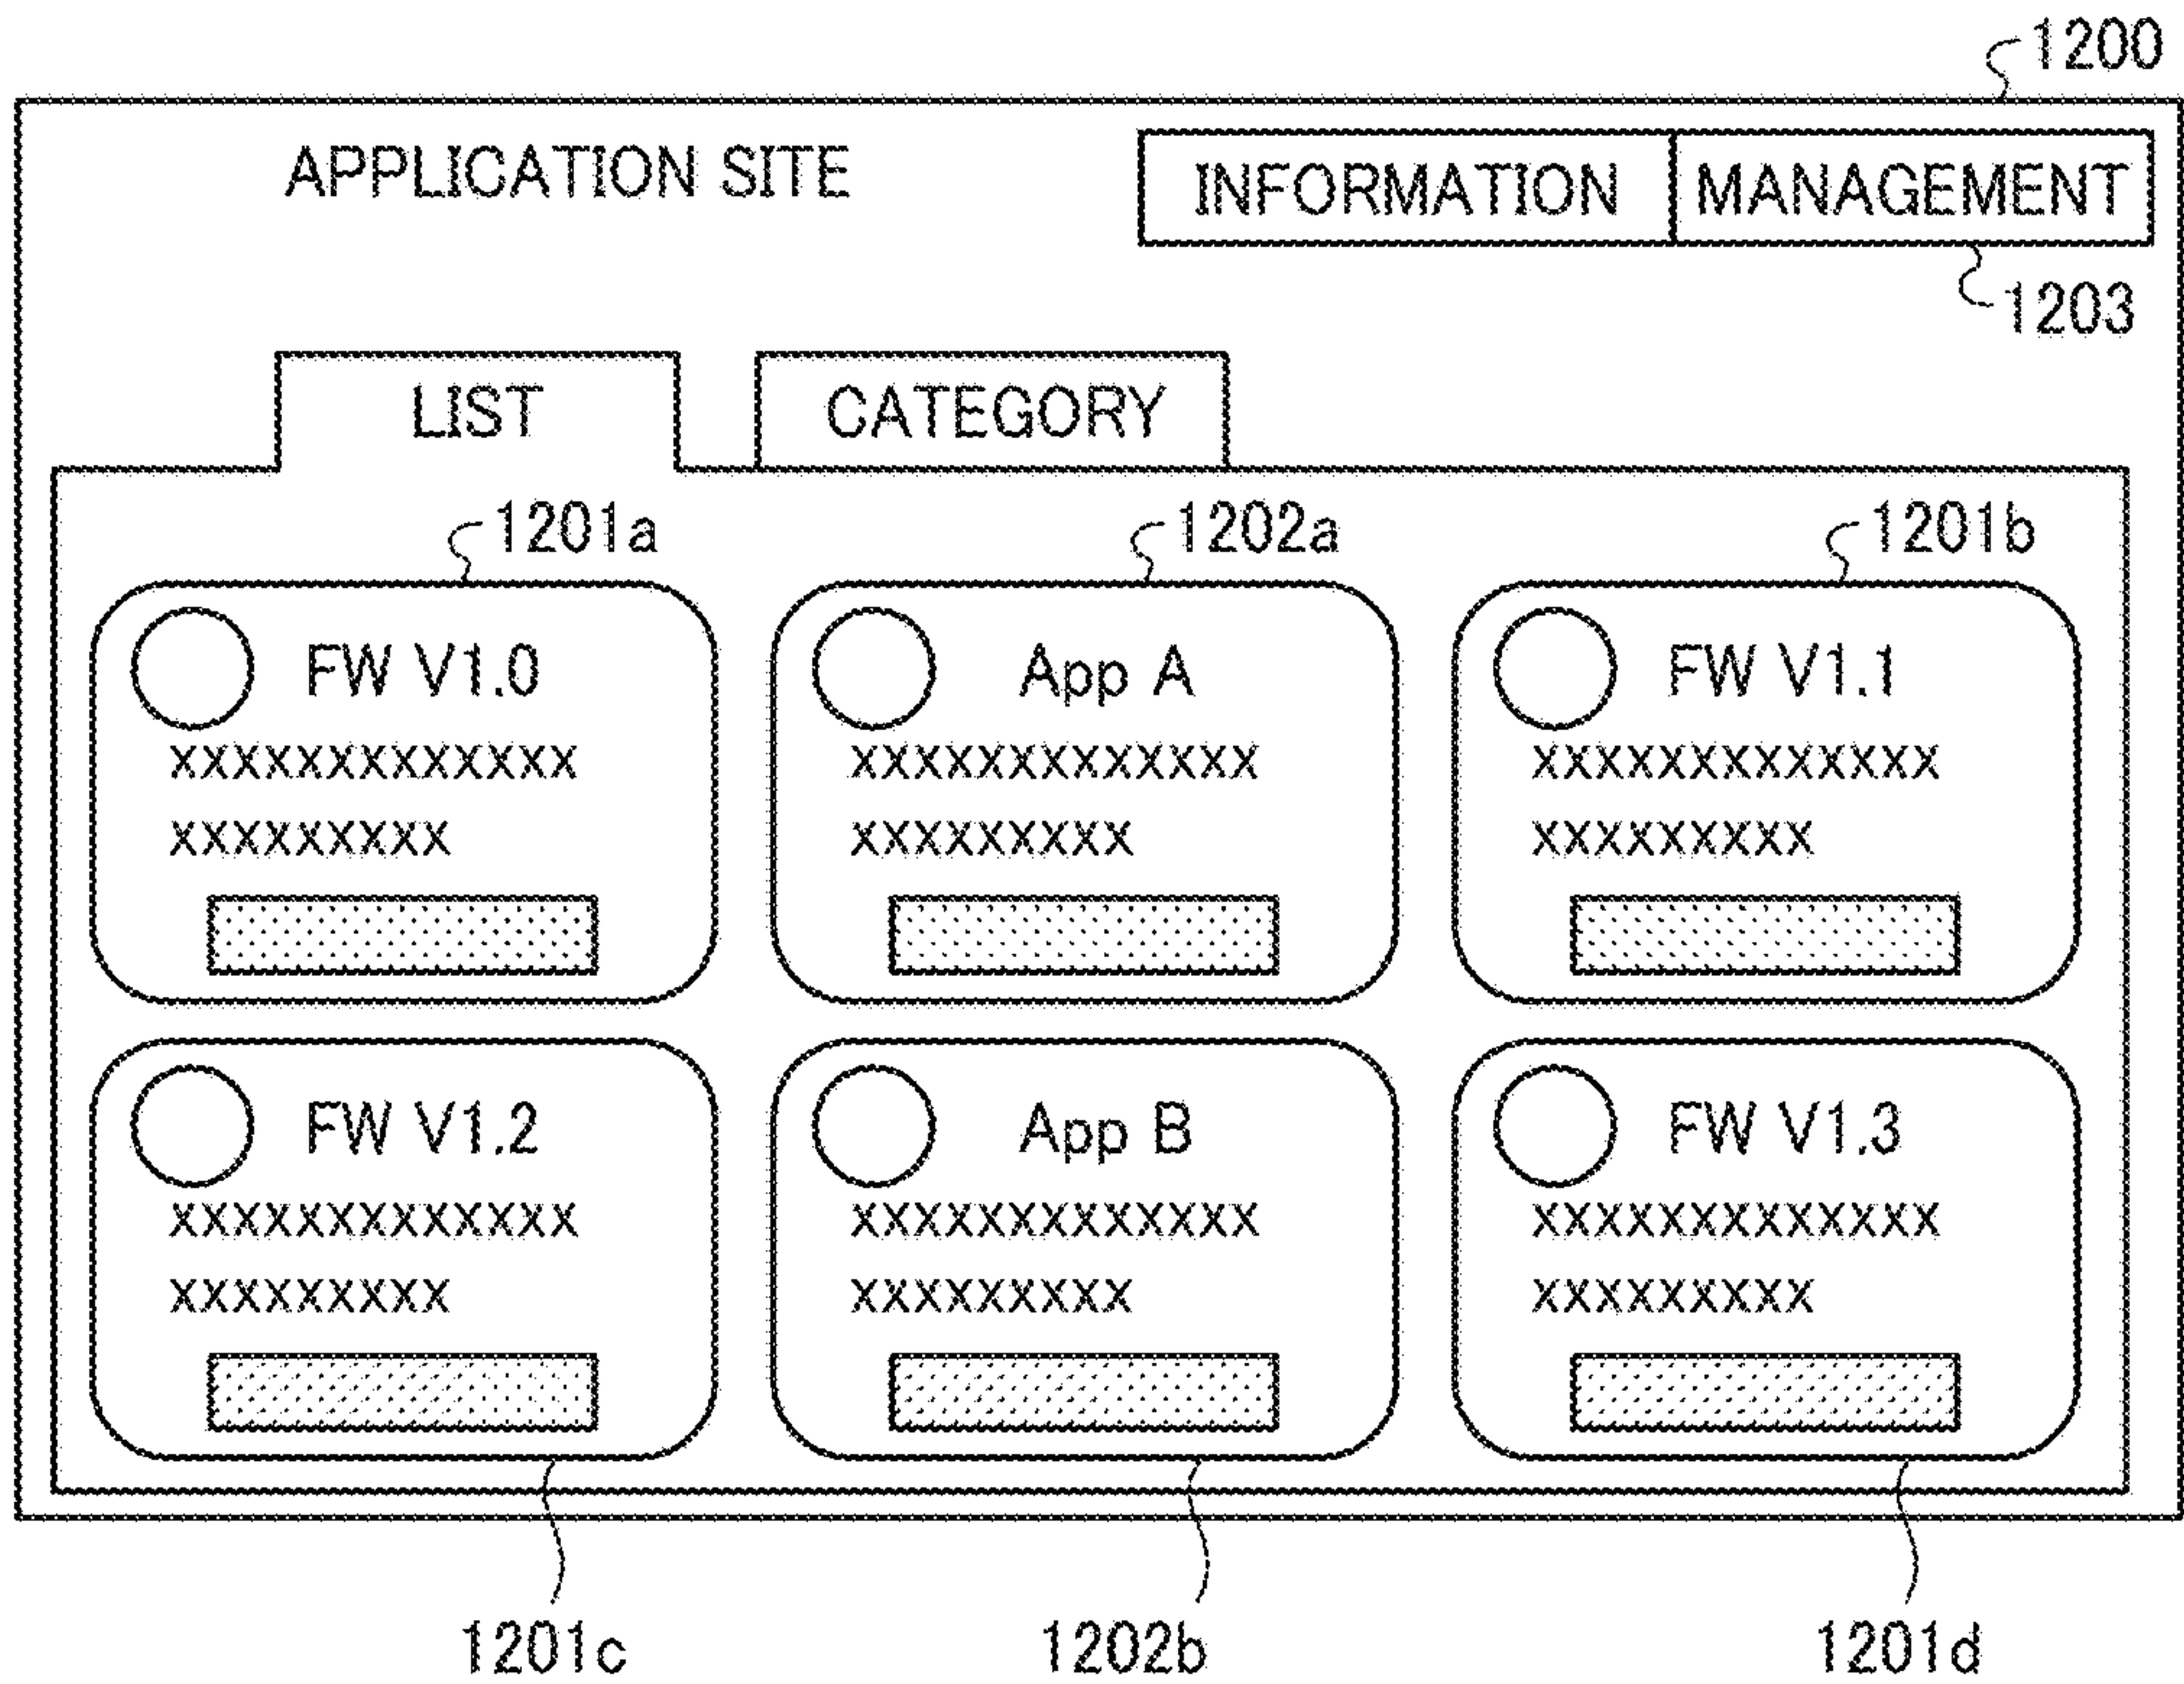 1200
APPLICATION SITE INFORMATION MANAGEMENT
1203
LIST CATEGORY
1201a 1202a 1201b
FW V1.0 App A FW V1.1
xxxxxxxxxxxxx xxxxxxxxxxxxx xxxxxxxxxxxxx
xxxxxxxxx xxxxxxxxx xxxxxxxxx
FW V1.2 App B FW V1.3
xxxxxxxxxxxxx xxxxxxxxxxxxx xxxxxxxxxxxxx
xxxxxxxxx xxxxxxxxx xxxxxxxxx
1201c 1202b 1201d